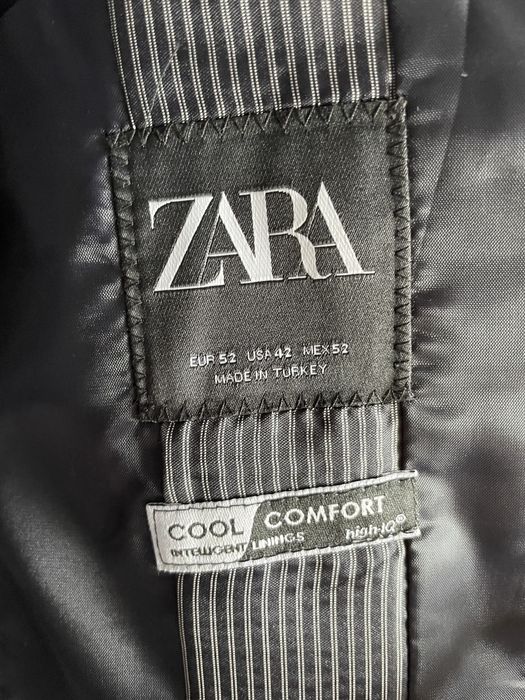 ZARA
EUR 52 USA 42 MEX 52
MADE IN TURKEY
COOL COMFORT
INTELLIGENT LININGS high-IQ®